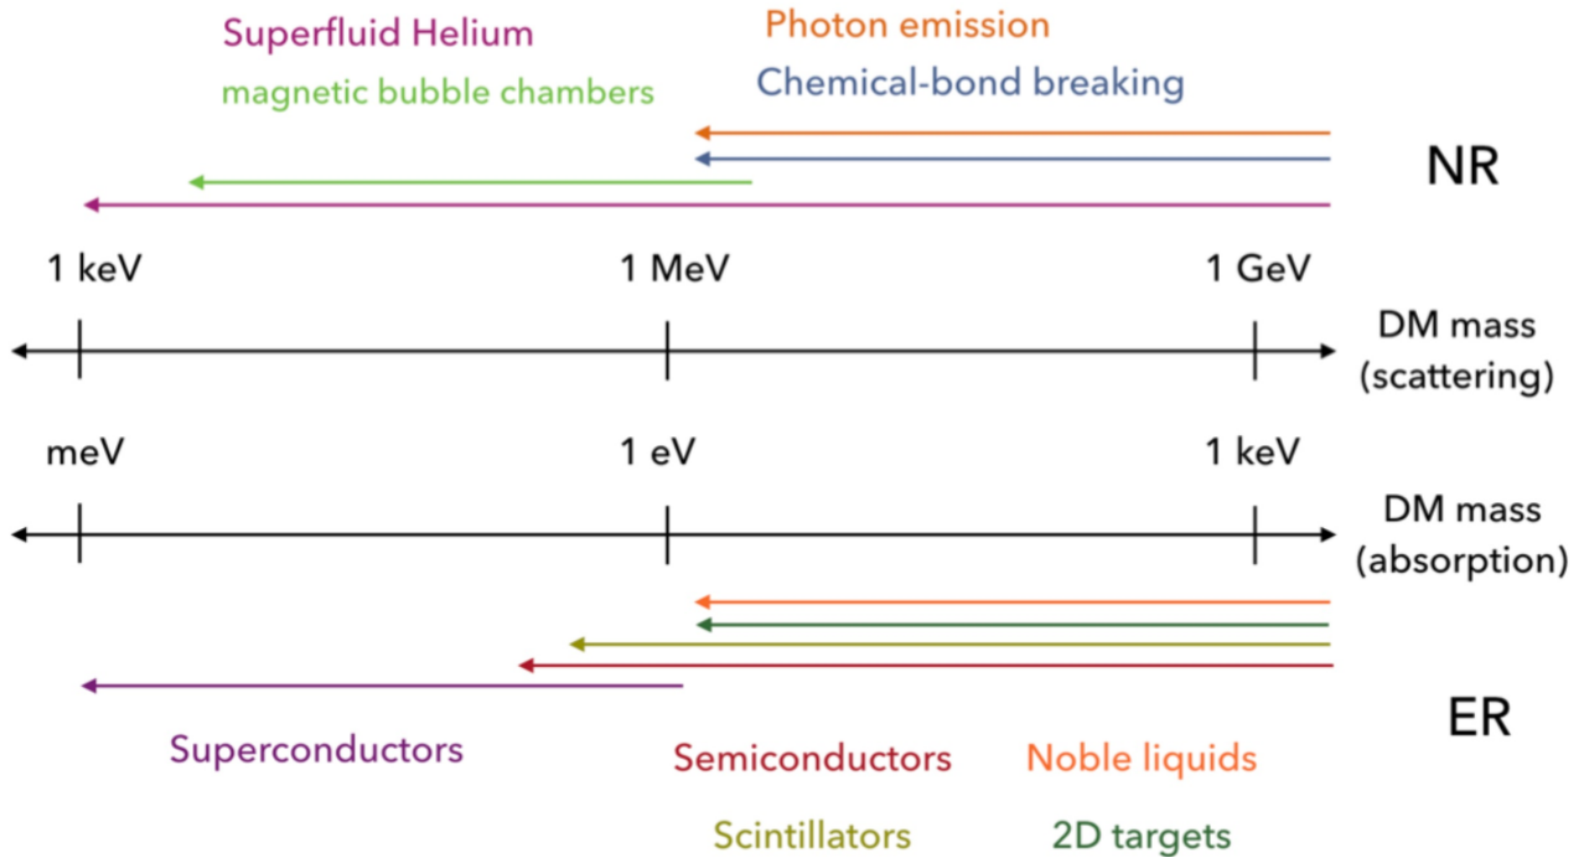 Superfluid Helium
Photon emission
magnetic bubble chambers
Chemical-bond breaking
NR
1 keV
1 MeV
1 GeV
DM mass
(scattering)
meV
1 eV
1 keV
DM mass
(absorption)
ER
Superconductors
Semiconductors
Noble liquids
Scintillators
2D targets